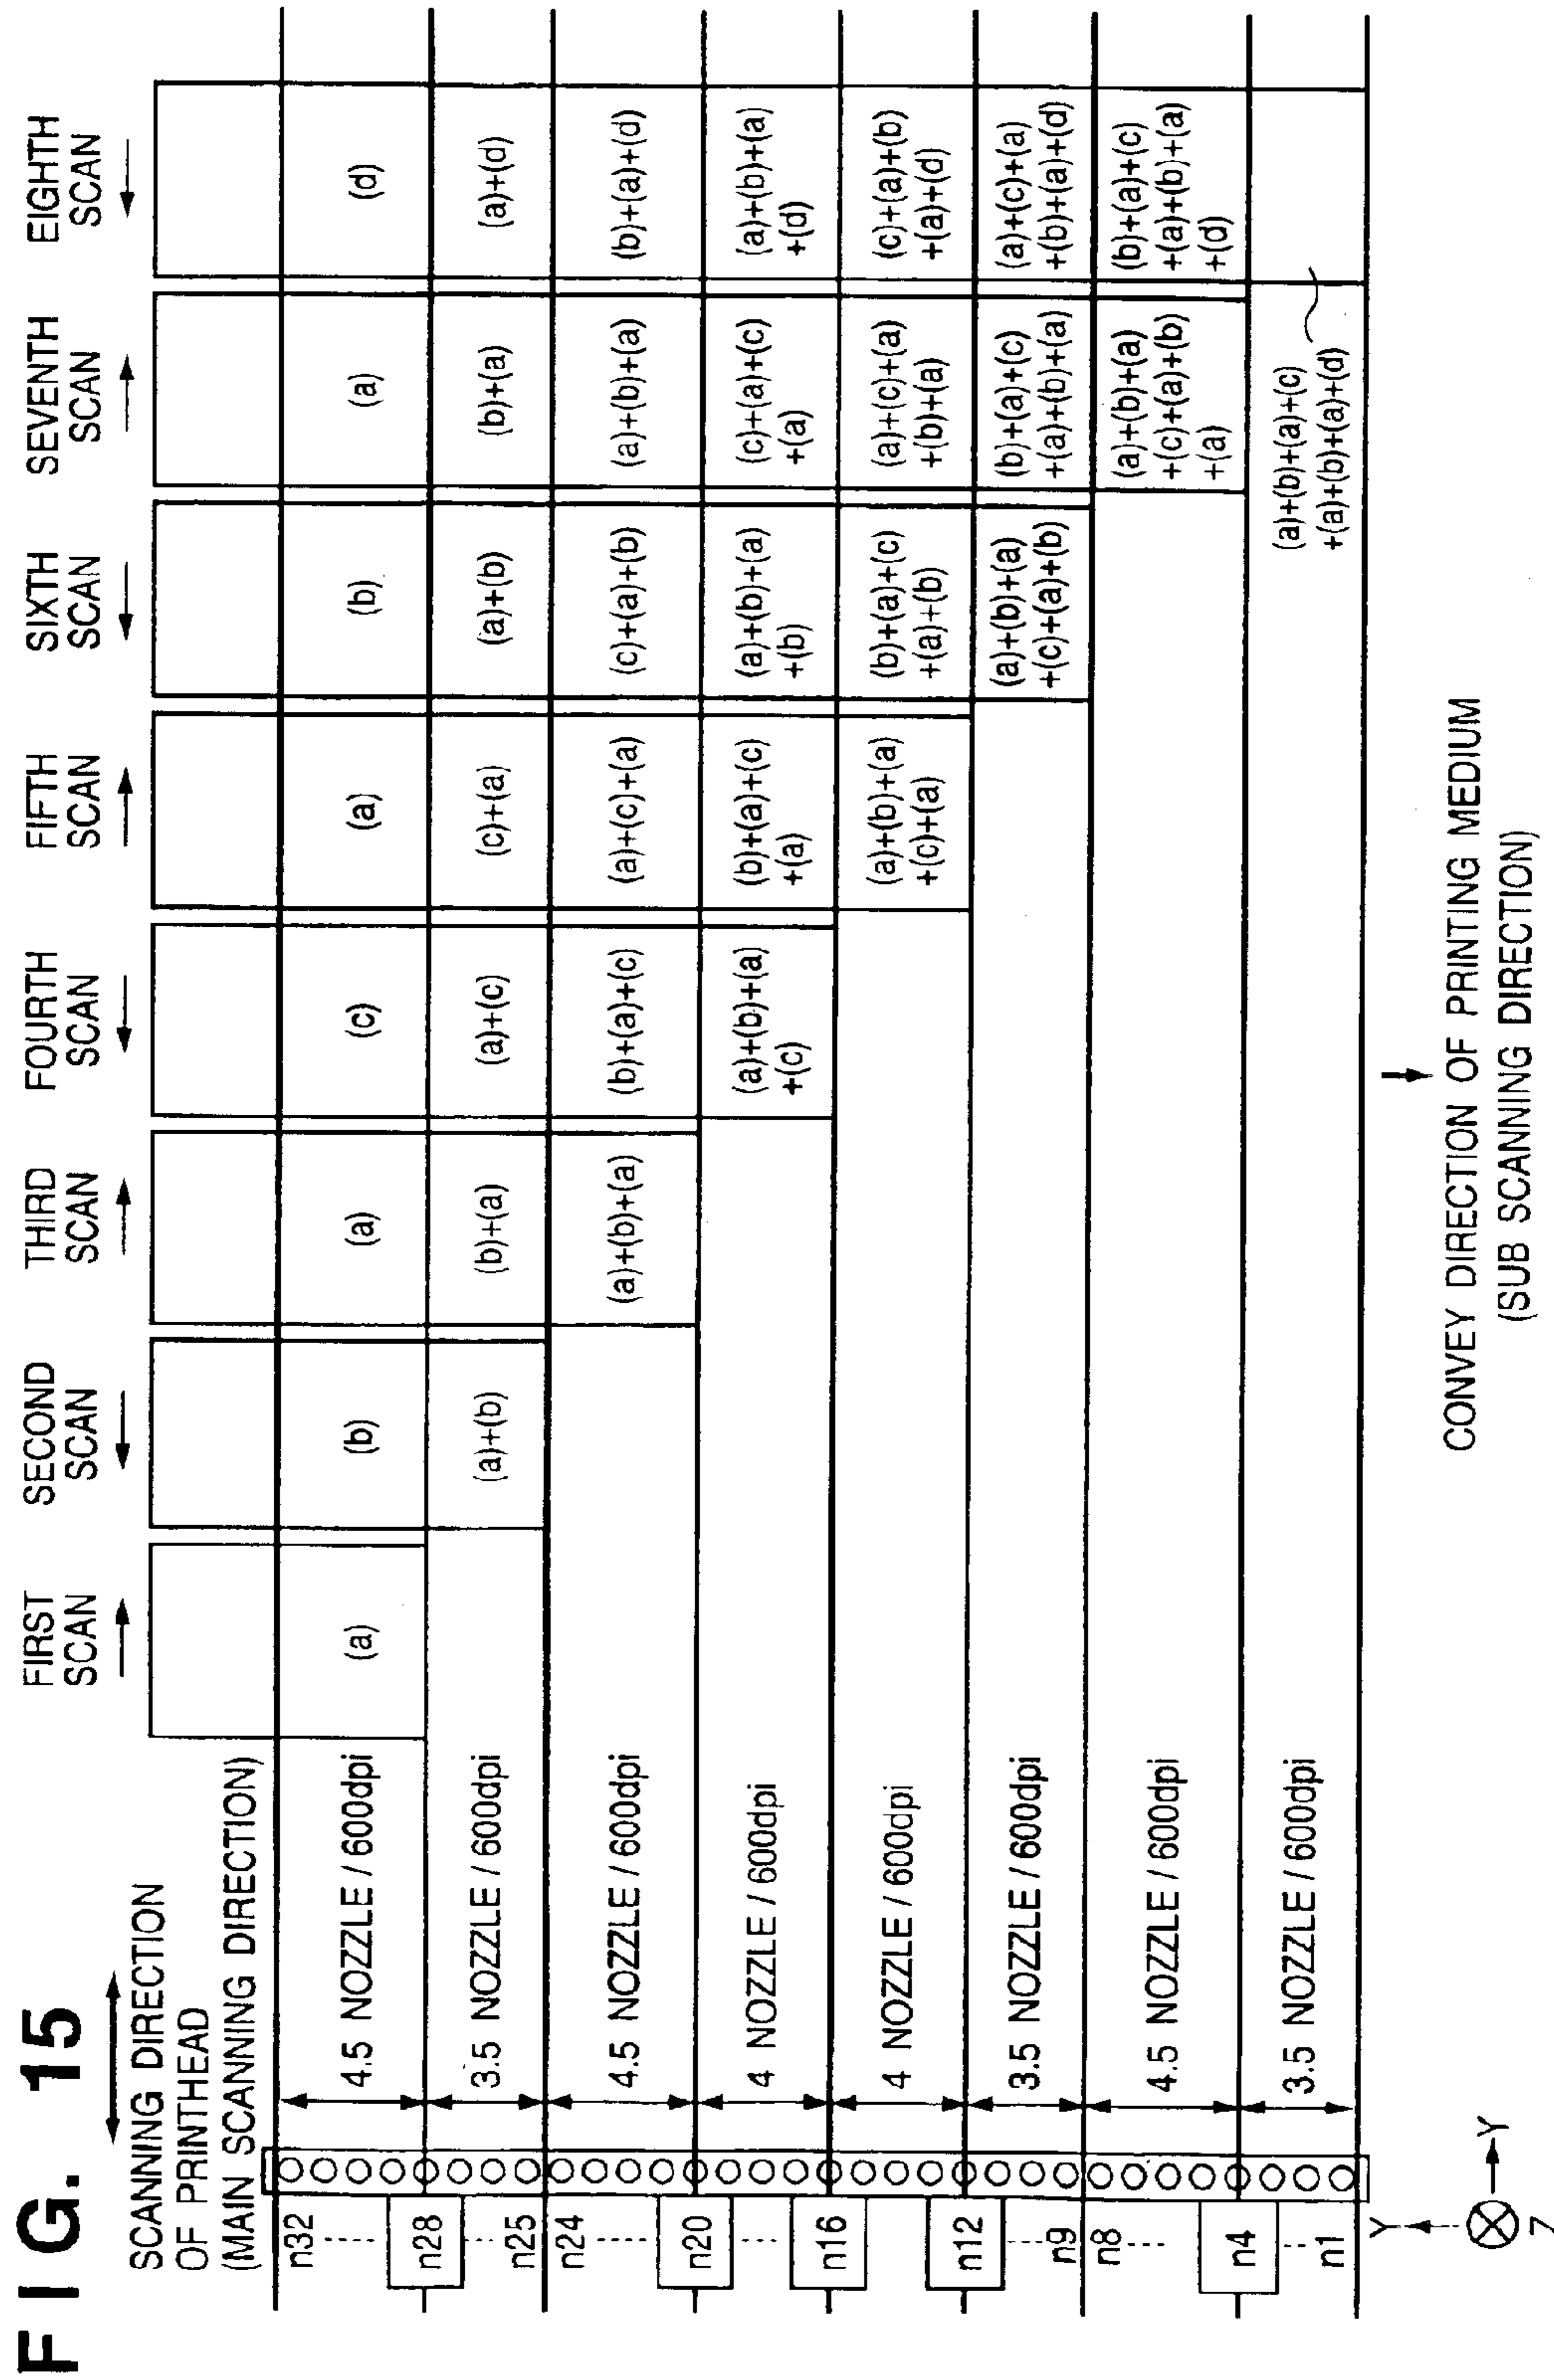 FIG. 15
SCANNING DIRECTION
OF PRINTHEAD
(MAIN SCANNING DIRECTION)
FIRST
SCAN
SECOND
SCAN
THIRD
SCAN
FOURTH
SCAN
FIFTH
SCAN
SIXTH
SCAN
SEVENTH
SCAN
EIGHTH
SCAN
n32
4.5 NOZZLE / 600dpi
(a)
(b)
(a)
(c)
(a)
(b)
(a)
(d)
n28
3.5 NOZZLE / 600dpi
(a)+(b)
(b)+(a)
(a)+(c)
(c)+(a)
(a)+(b)
(b)+(a)
(a)+(d)
n25
n24
4.5 NOZZLE / 600dpi
(a)+(b)+(a)
(b)+(a)+(c)
(a)+(c)+(a)
(c)+(a)+(b)
(a)+(b)+(a)
(b)+(a)+(d)
n20
4 NOZZLE / 600dpi
(a)+(b)+(a)
+(c)
(b)+(a)+(c)
+(a)
(a)+(b)+(a)
+(b)
(c)+(a)+(c)
+(a)
(a)+(b)+(a)
+(d)
n16
4 NOZZLE / 600dpi
(a)+(b)+(a)
+(c)+(a)
(b)+(a)+(c)
+(a)+(b)
(a)+(c)+(a)
+(b)+(a)
(c)+(a)+(b)
+(a)+(d)
n12
3.5 NOZZLE / 600dpi
(a)+(b)+(a)
+(c)+(a)+(b)
(b)+(a)+(c)
+(a)+(b)+(a)
(a)+(c)+(a)
+(b)+(a)+(d)
n9
n8
4.5 NOZZLE / 600dpi
(a)+(b)+(a)
+(c)+(a)+(b)
+(a)
(b)+(a)+(c)
+(a)+(b)+(a)
+(d)
n4
3.5 NOZZLE / 600dpi
(a)+(b)+(a)+(c)
+(a)+(b)+(a)+(d)
n1
Y
Y
7
CONVEY DIRECTION OF PRINTING MEDIUM
(SUB SCANNING DIRECTION)